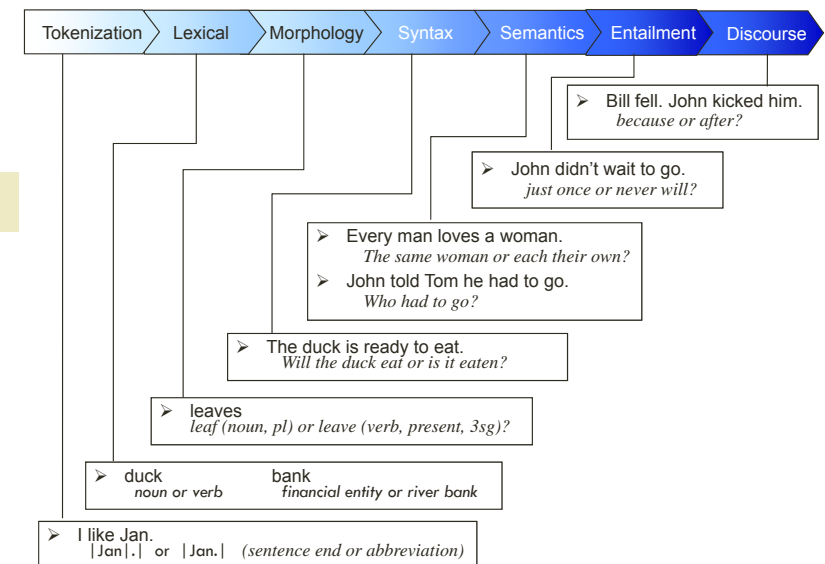 Tokenization Lexical Morphology Syntax Semantics Entailment Discourse
➢ Bill fell. John kicked him.
because or after?
➢ John didn't wait to go.
just once or never will?
➢ Every man loves a woman.
The same woman or each their own?
➢ John told Tom he had to go.
Who had to go?
➢ The duck is ready to eat.
Will the duck eat or is it eaten?
➢ leaves
leaf (noun, pl) or leave (verb, present, 3sg)?
➢ duck bank
noun or verb financial entity or river bank
➢ I like Jan.
|Jan|.| or |Jan.| (sentence end or abbreviation)